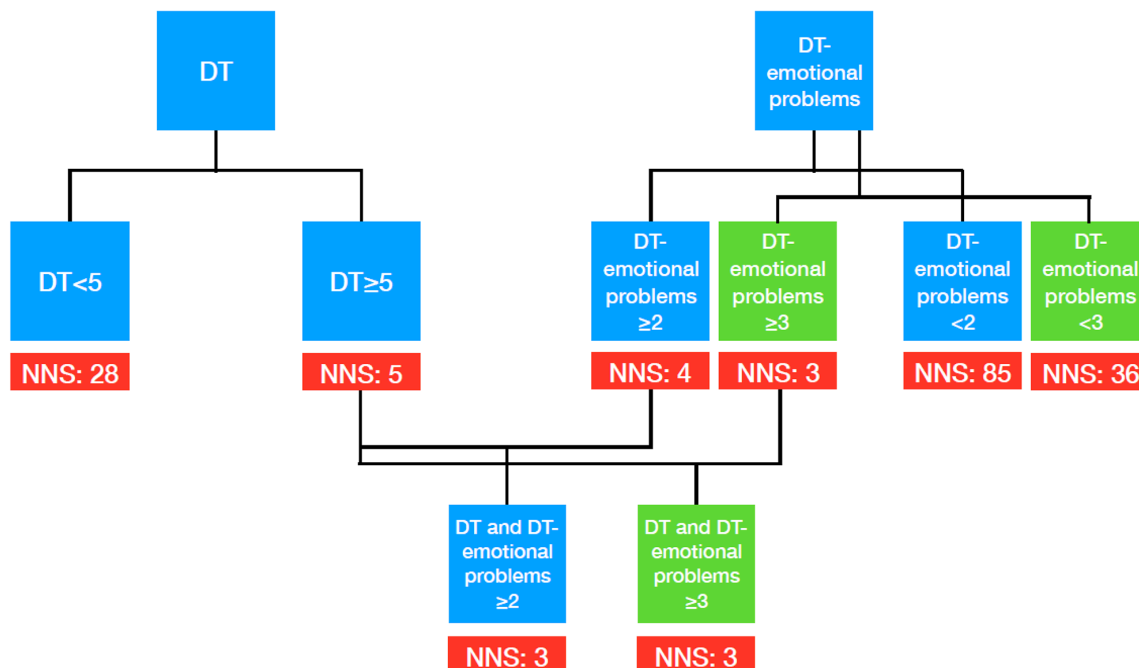 DT
DT-
emotional
problems
DT<5
DT≥5
DT-
emotional
problems
≥2
DT-
emotional
problems
≥3
DT-
emotional
problems
<2
DT-
emotional
problems
<3
NNS: 28
NNS: 5
NNS: 4
NNS: 3
NNS: 85
NNS: 36
DT and DT-
emotional
problems
≥2
DT and DT-
emotional
problems
≥3
NNS: 3
NNS: 3